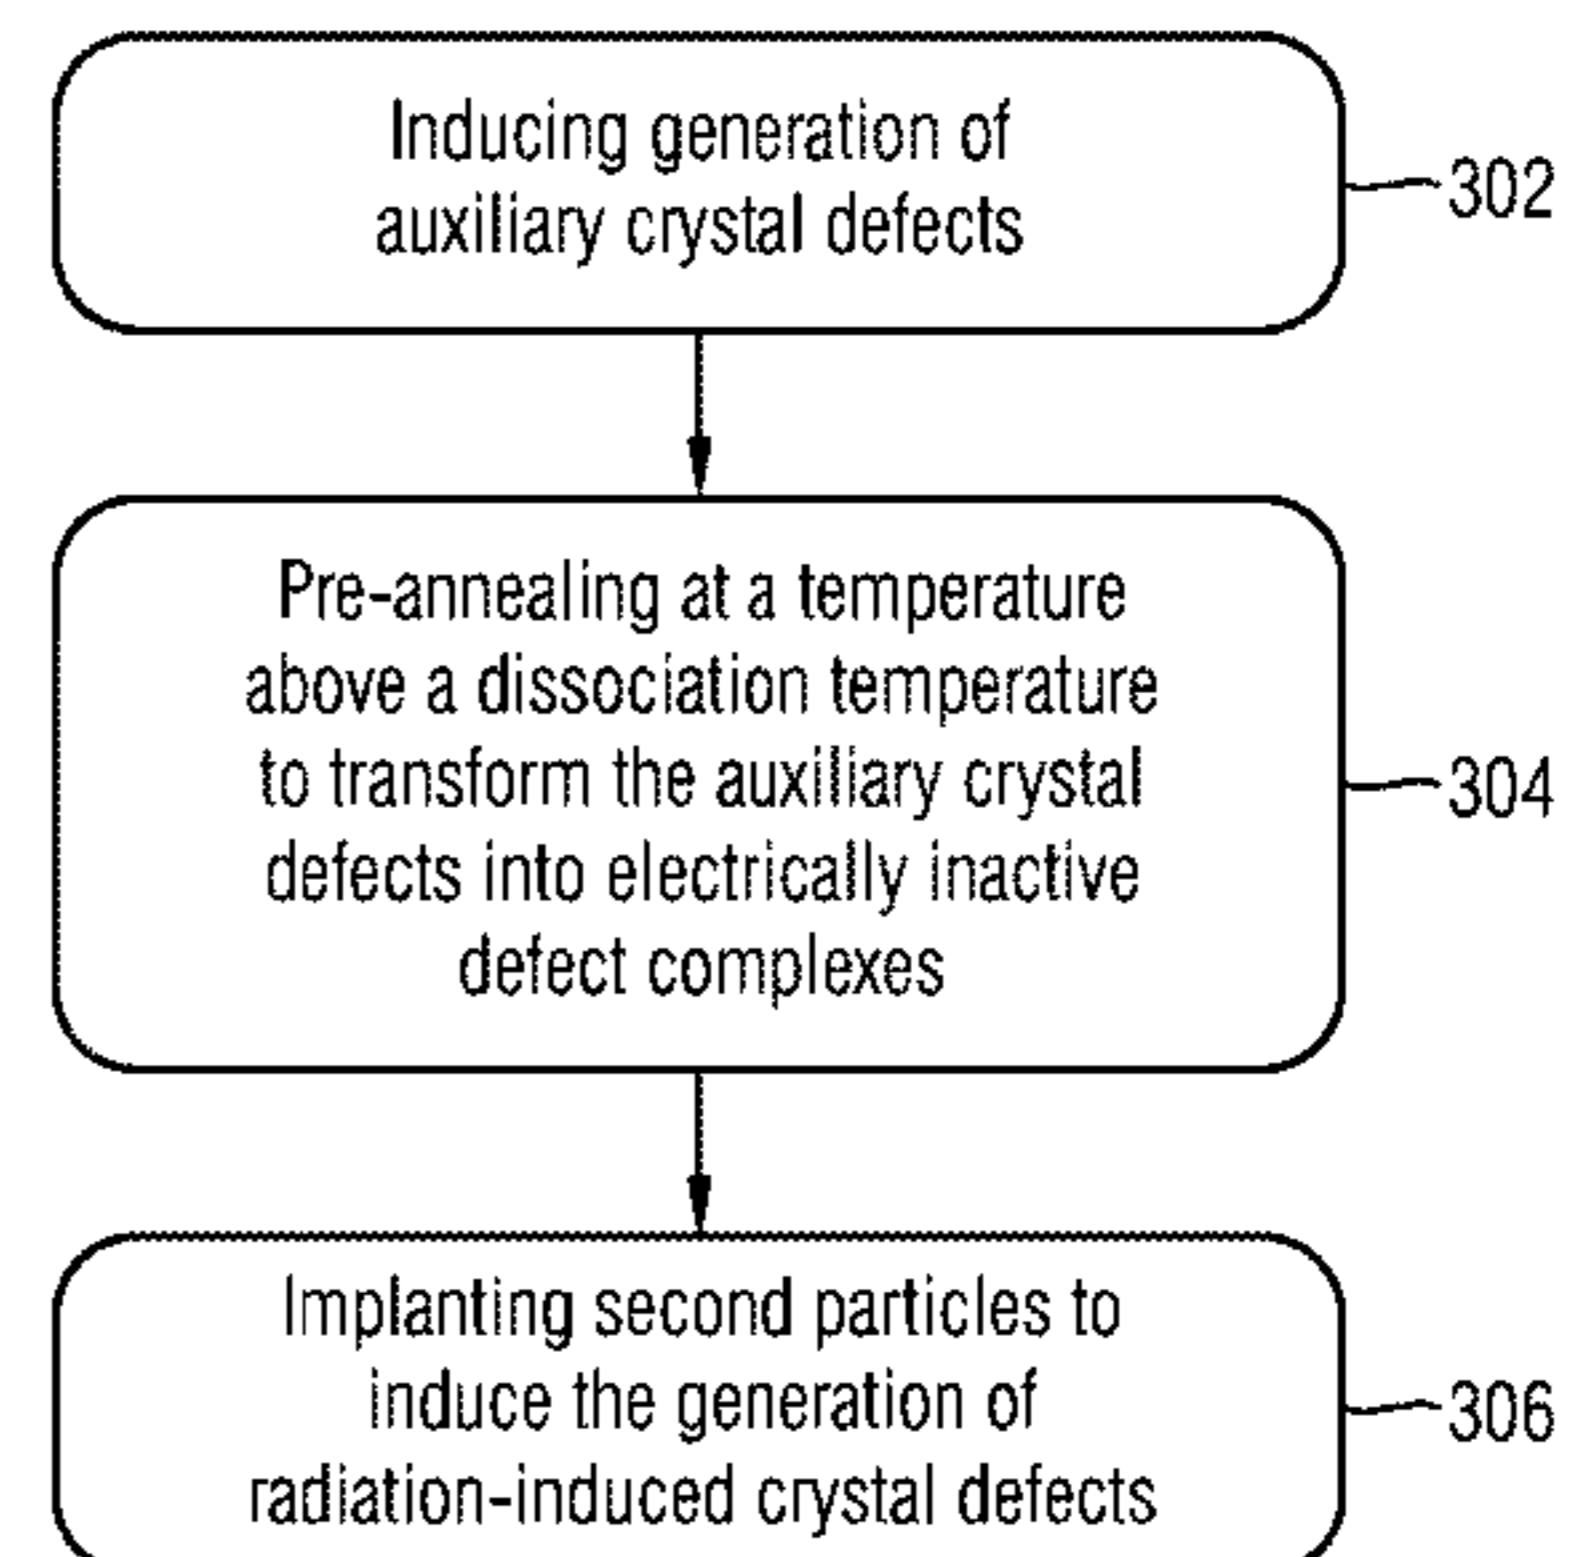 Inducing generation of
auxiliary crystal defects
302
Pre-annealing at a temperature
above a dissociation temperature
to transform the auxiliary crystal
defects into electrically inactive
defect complexes
304
Implanting second particles to
induce the generation of
radiation-induced crystal defects
306